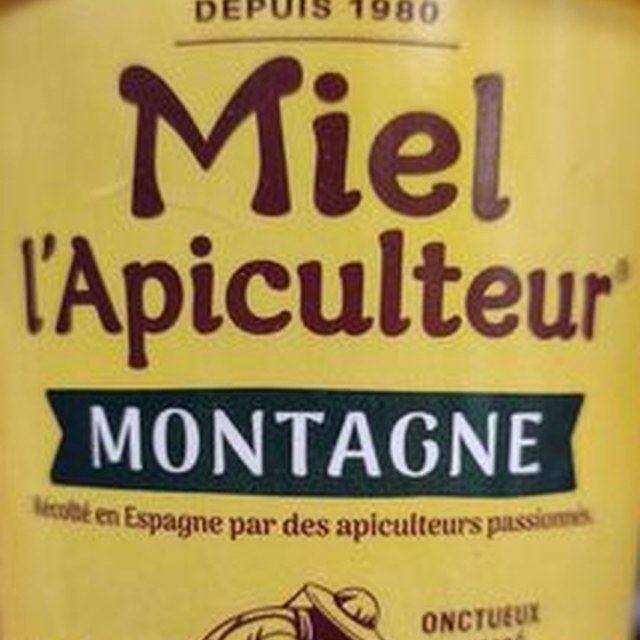 DEPUIS 1980
Miel
l'Apiculteur®
MONTAGNE
Récolté en Espagne par des apiculteurs passionnés.
ONCTUEUX